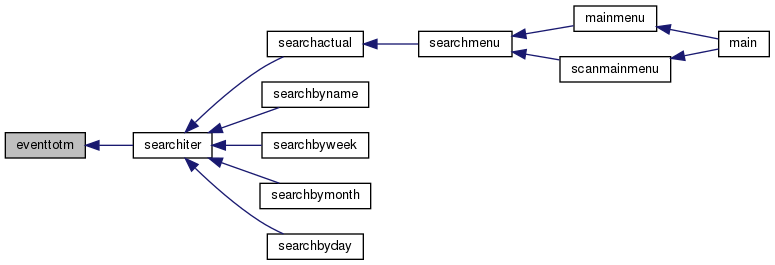 eventtotm
searchiter
searchactual
searchbyname
searchbyweek
searchbymonth
searchbyday
searchmenu
mainmenu
scanmainmenu
main